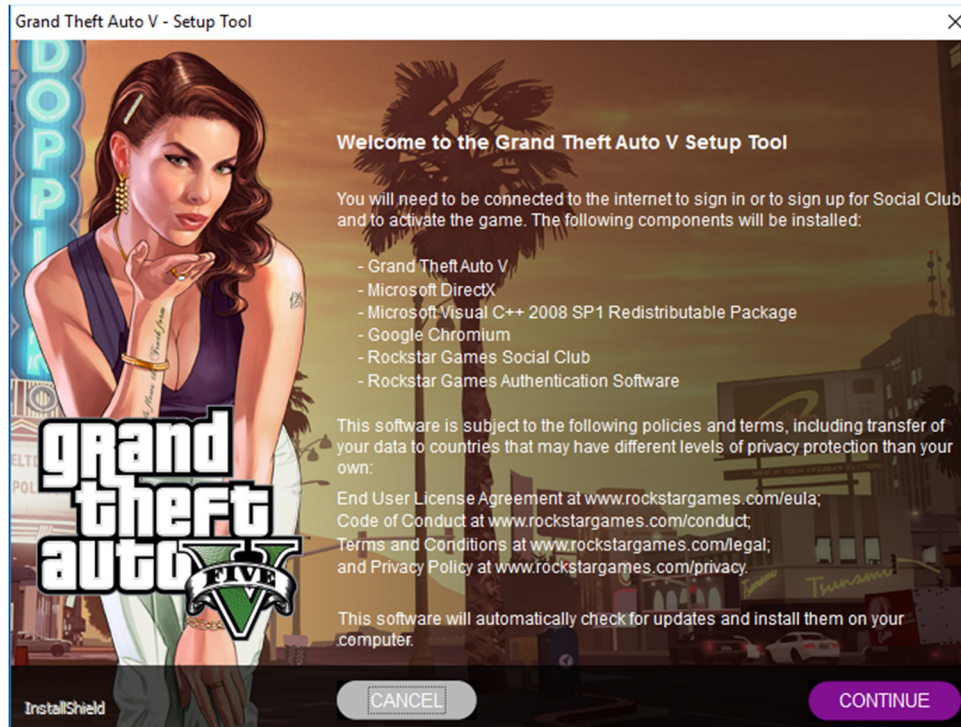 Grand Theft Auto V - Setup Tool
DOPPI
Welcome to the Grand Theft Auto V Setup Tool
You will need to be connected to the internet to sign in or to sign up for Social Club
and to activate the game. The following components will be installed:
- Grand Theft Auto V
- Microsoft DirectX
- Microsoft Visual C++ 2008 SP1 Redistributable Package
- Google Chromium
- Rockstar Games Social Club
- Rockstar Games Authentication Software
This software is subject to the following policies and terms, including transfer of
your data to countries that may have different levels of privacy protection than your
own:
End User License Agreement at www.rockstargames.com/eula;
Code of Conduct at www.rockstargames.com/conduct;
Terms and Conditions at www.rockstargames.com/legal;
and Privacy Policy at www.rockstargames.com/privacy.
This software will automatically check for updates and install them on your
computer.
grand
theft
auto V
FIVE
Tsunami
InstallShield
CANCEL
CONTINUE